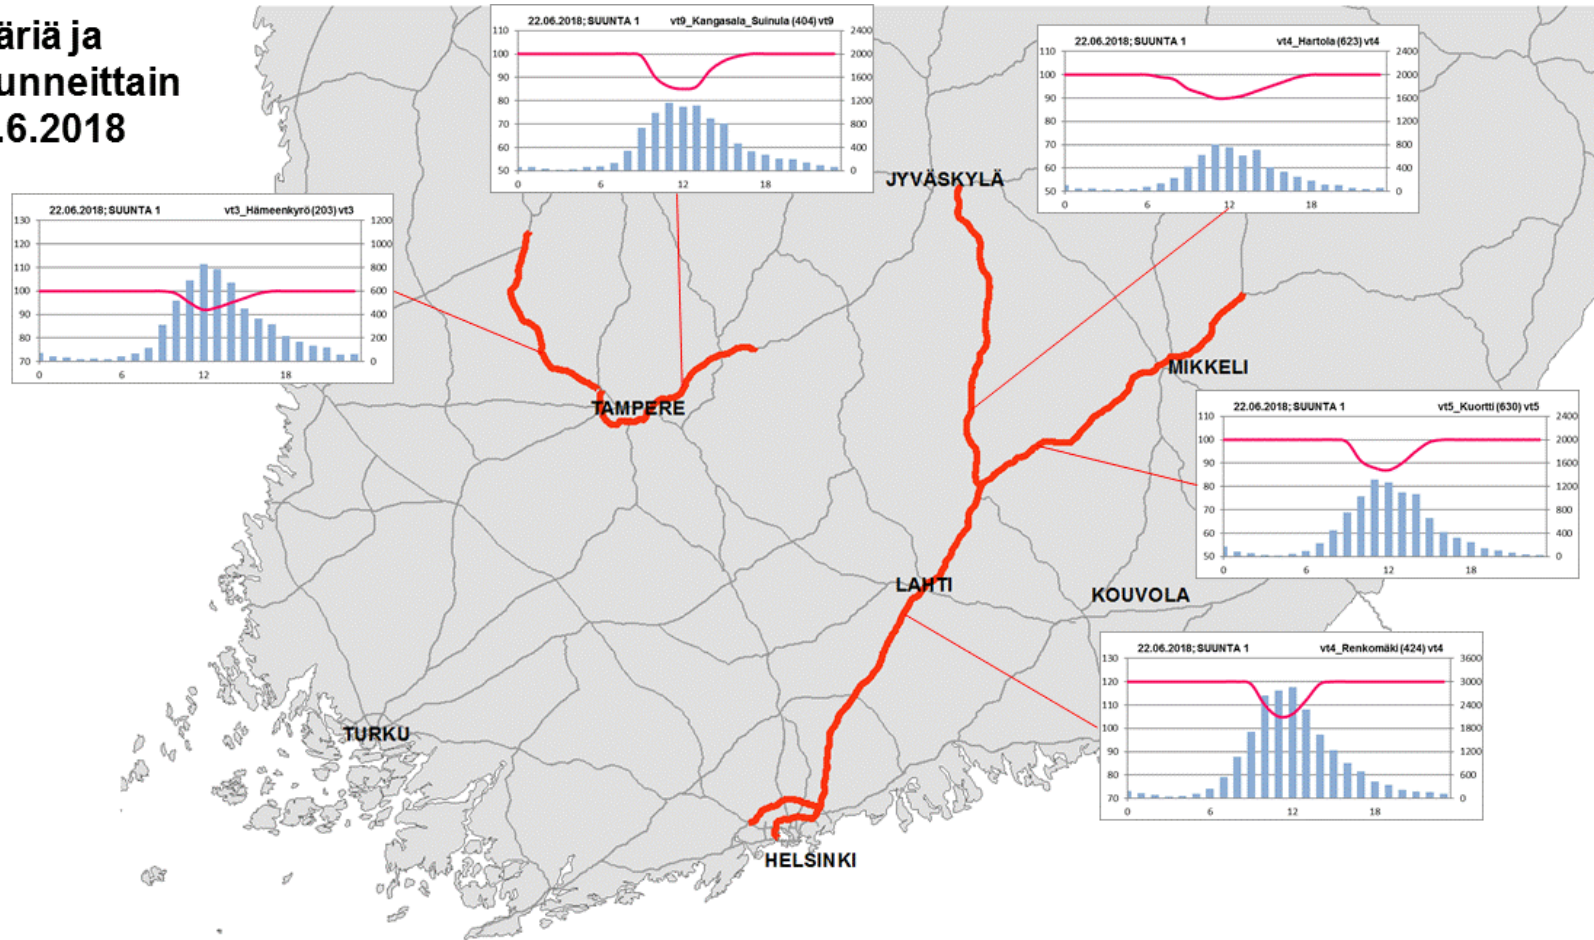 äriä ja
unneittain
.6.2018
22.06.2018; SUUNTA 1 vt9_Kangasala_Suinula (404) vt9
110 100 90 80 70 60 50
2400 2000 1600 1200 800 400 0
0 6 12 18
22.06.2018; SUUNTA 1 vt4_Hartola (623) vt4
110 100 90 80 70 60 50
2400 2000 1600 1200 800 400 0
0 6 12 18
22.06.2018; SUUNTA 1 vt3_Hämeenkyrö (203) vt3
130 120 110 100 90 80 70
1200 1000 800 600 400 200 0
0 6 12 18
JYVÄSKYLÄ
MIKKELI
TAMPERE
22.06.2018; SUUNTA 1 vt5_Kuortti (630) vt5
110 100 90 80 70 60 50
2400 2000 1600 1200 800 400 0
0 6 12 18
LAHTI
KOUVOLA
22.06.2018; SUUNTA 1 vt4_Renkomäki (424) vt4
130 120 110 100 90 80 70
3600 3000 2400 1800 1200 600 0
0 6 12 18
TURKU
HELSINKI